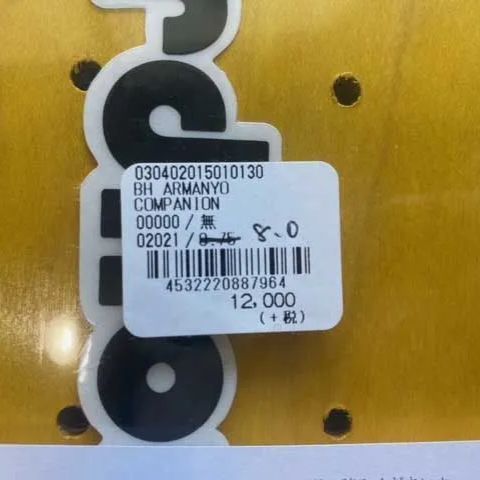 030402015010130
BH ARMANYO
COMPANION
00000 / 無
02021 / 8.75 8.0
4532220887964
12,000
(+税)